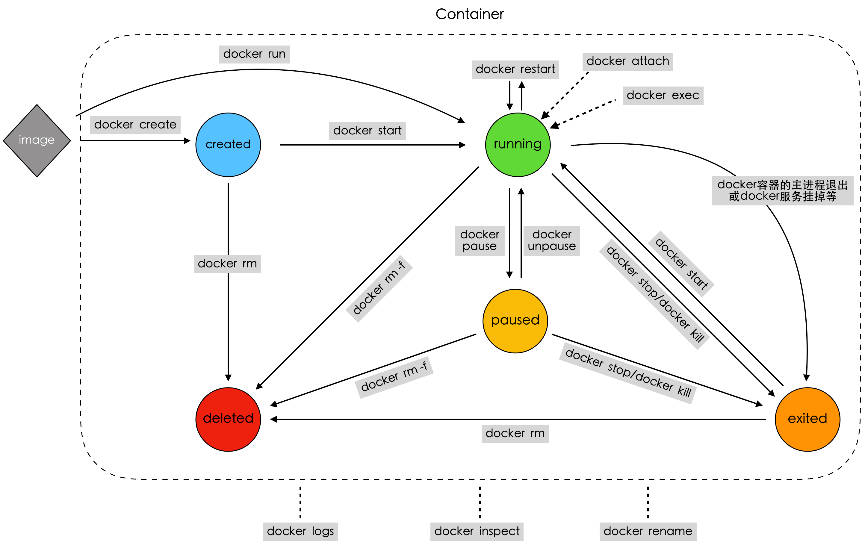 Container
docker run
docker restart
docker attach
docker exec
image
docker create
created
docker start
running
docker容器的主进程退出
或docker服务挂掉等
docker
pause
docker
unpause
docker rm
docker rm -f
docker start
docker stop/docker kill
paused
docker rm -f
docker stop/docker kill
deleted
exited
docker rm
docker logs
docker inspect
docker rename